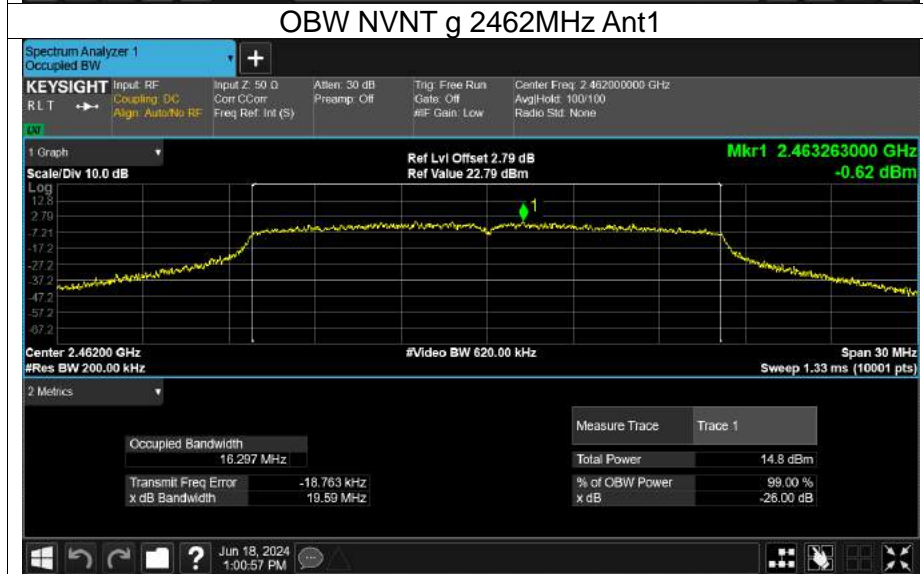 OBW NVNT g 2462MHz Ant1
Spectrum Analyzer 1
Occupied BW
+
KEYSIGHT
Input: RF
Coupling: DC
Align: Auto/No RF
Input Z: 50 Ω
Corr CCorr
Freq Ref: Int (S)
Atten: 30 dB
Preamp: Off
Trig: Free Run
Gate: Off
#IF Gain: Low
Center Freq: 2.462000000 GHz
Avg|Hold: 100/100
Radio Std: None
RLT
LXI
1 Graph
Scale/Div 10.0 dB
Ref Lvl Offset 2.79 dB
Ref Value 22.79 dBm
Mkr1 2.463263000 GHz
-0.62 dBm
Log
12.8
2.79
-7.21
-17.2
-27.2
-37.2
-47.2
-57.2
-67.2
1
Center 2.46200 GHz
#Res BW 200.00 kHz
#Video BW 620.00 kHz
Span 30 MHz
Sweep 1.33 ms (10001 pts)
2 Metrics
Measure Trace Trace 1
Occupied Bandwidth
16.297 MHz
Total Power 14.8 dBm
Transmit Freq Error -18.763 kHz
% of OBW Power 99.00 %
x dB Bandwidth 19.59 MHz
x dB -26.00 dB
?
Jun 18, 2024
1:00:57 PM